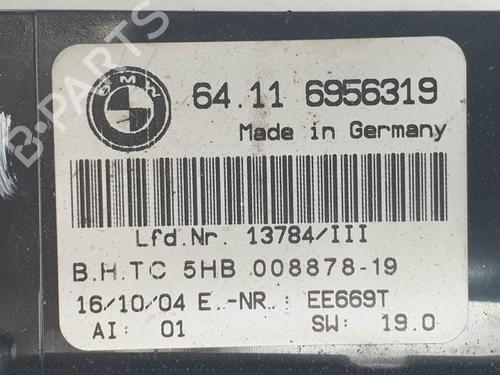 BMW
64.11 6956319
Made in Germany
Lfd.Nr. 13784/III
B.H.TC 5HB 008878-19
16/10/04 E.-NR.: EE669T
AI: 01 SW: 19.0
B-PARTS